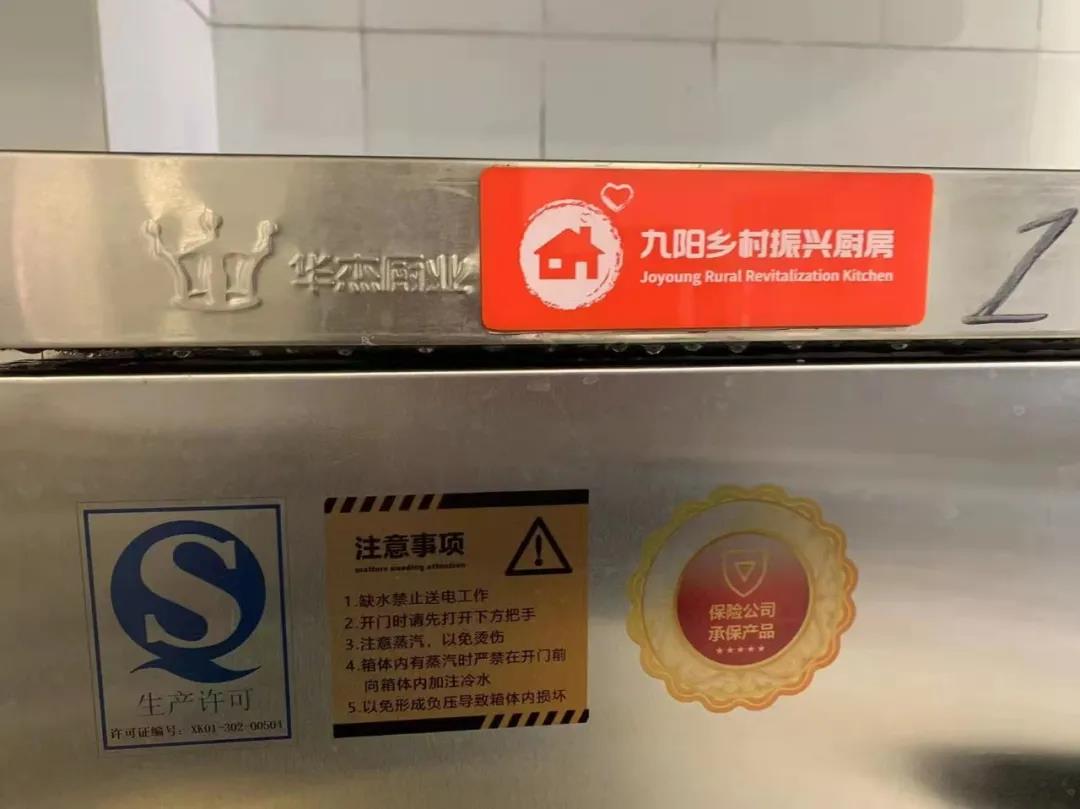 华杰厨业
九阳乡村振兴厨房
Joyoung Rural Revitalization Kitchen
1
S
生产许可
许可证编号：XK01-302-00504
注意事项
matters needing attention
1.缺水禁止送电工作
2.开门时请先打开下方把手
3.注意蒸汽，以免烫伤
4.箱体内有蒸汽时严禁在开门前
向箱体内加注冷水
5.以免形成负压导致箱体内损坏
保险公司
承保产品